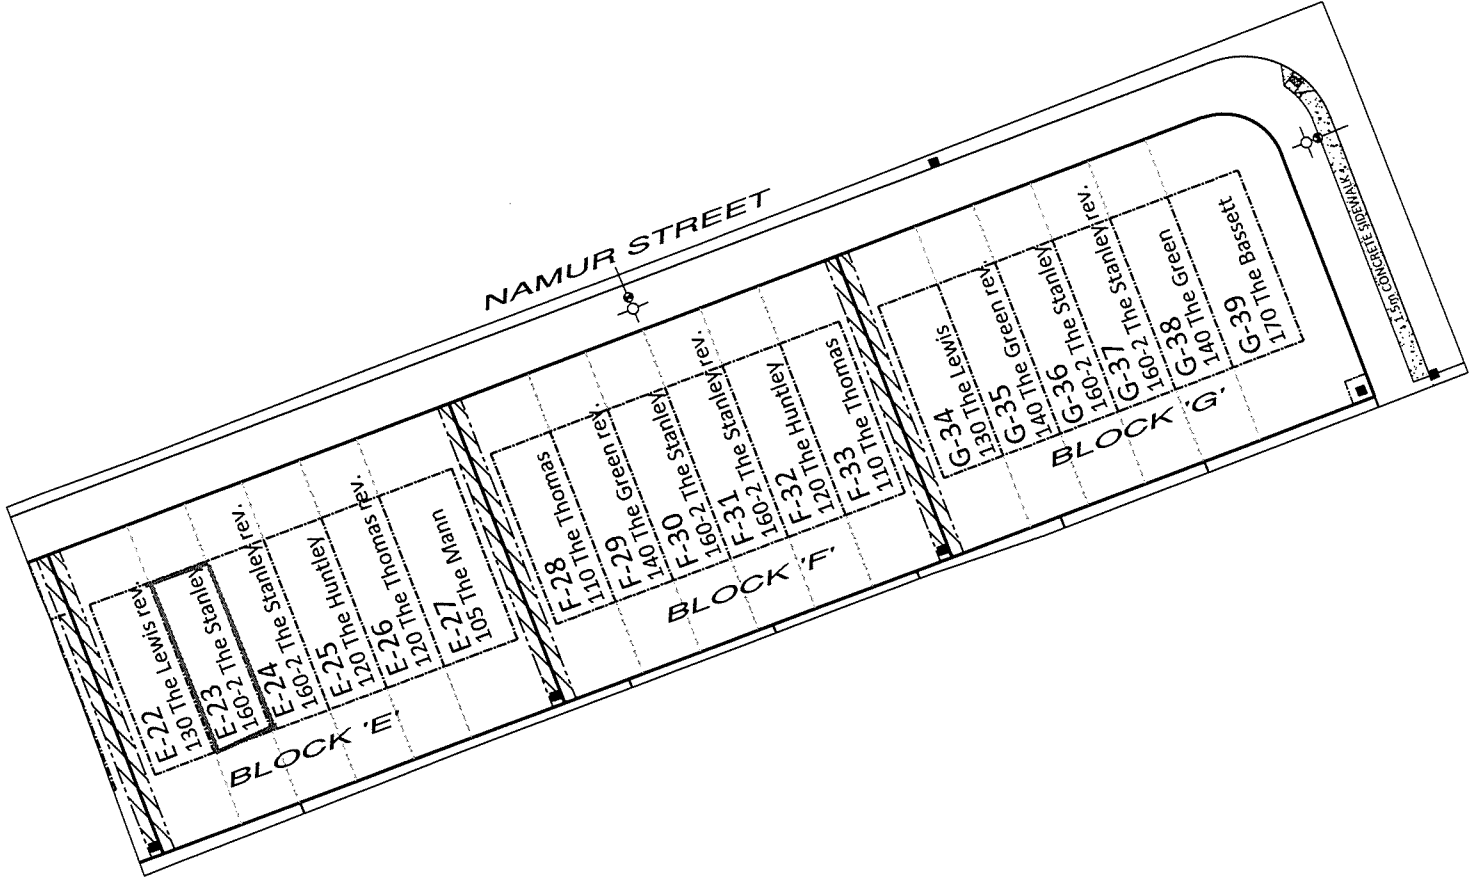 NAMUR STREET
E-22
130 The Lewis rev.
E-23
160-2 The Stanley
E-24
160-2 The Stanley rev.
E-25
120 The Huntley
E-26
120 The Thomas rev.
E-27
105 The Mann
BLOCK 'E'
F-28
110 The Thomas
F-29
140 The Green rev.
F-30
160-2 The Stanley
F-31
160-2 The Stanley rev.
F-32
120 The Huntley
F-33
110 The Thomas
BLOCK 'F'
G-34
130 The Lewis
G-35
140 The Green rev.
G-36
160-2 The Stanley
G-37
160-2 The Stanley rev.
G-38
140 The Green
G-39
170 The Bassett
BLOCK 'G'
1.5m CONCRETE SIDEWALK